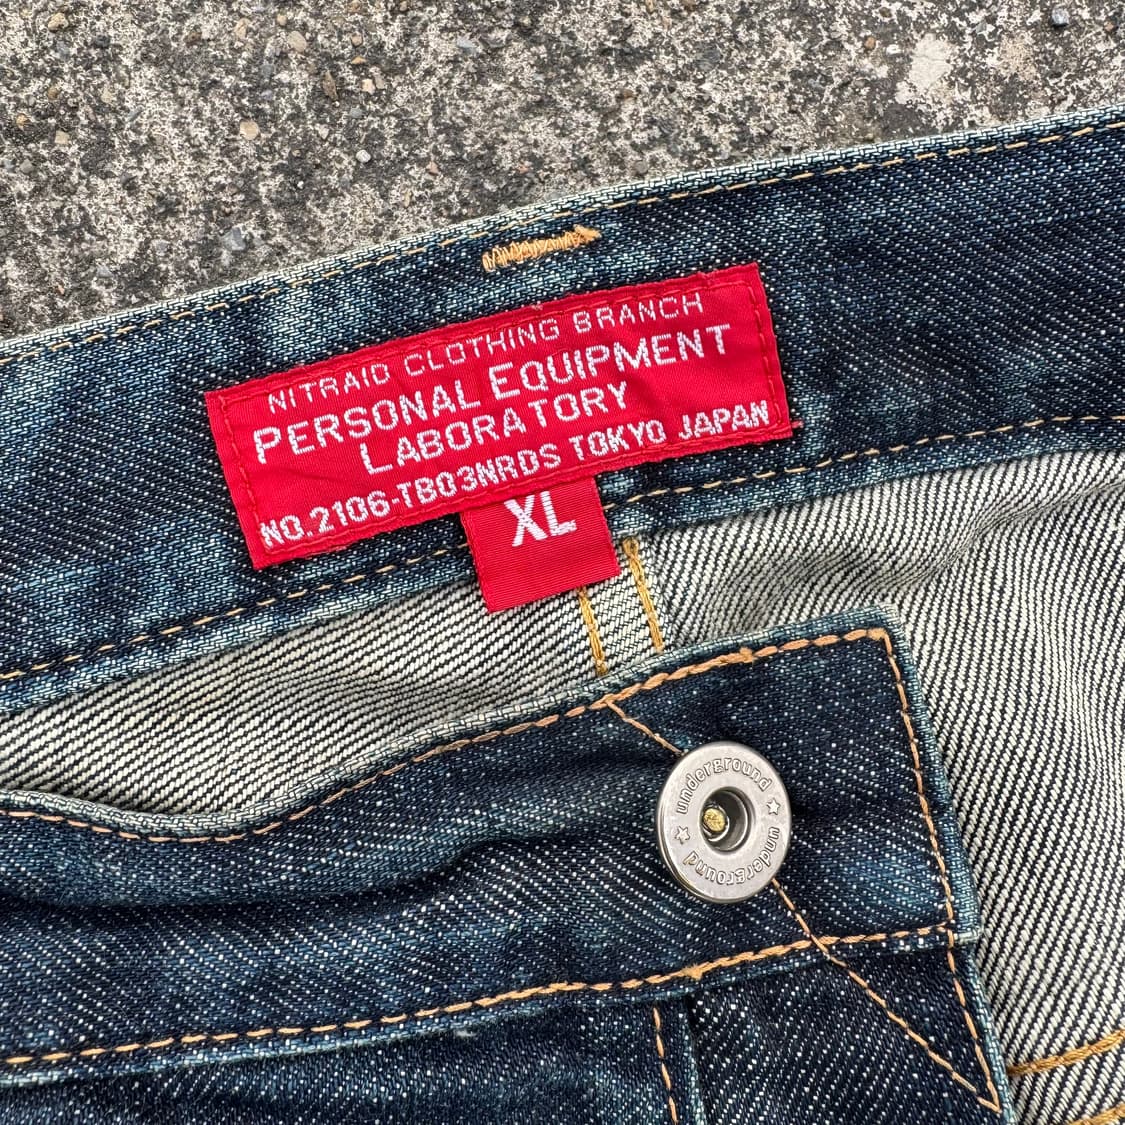 NITRAID CLOTHING BRANCH
PERSONAL EQUIPMENT
LABORATORY
NO.2106-TB03NRDS TOKYO JAPAN
XL
underground
underground